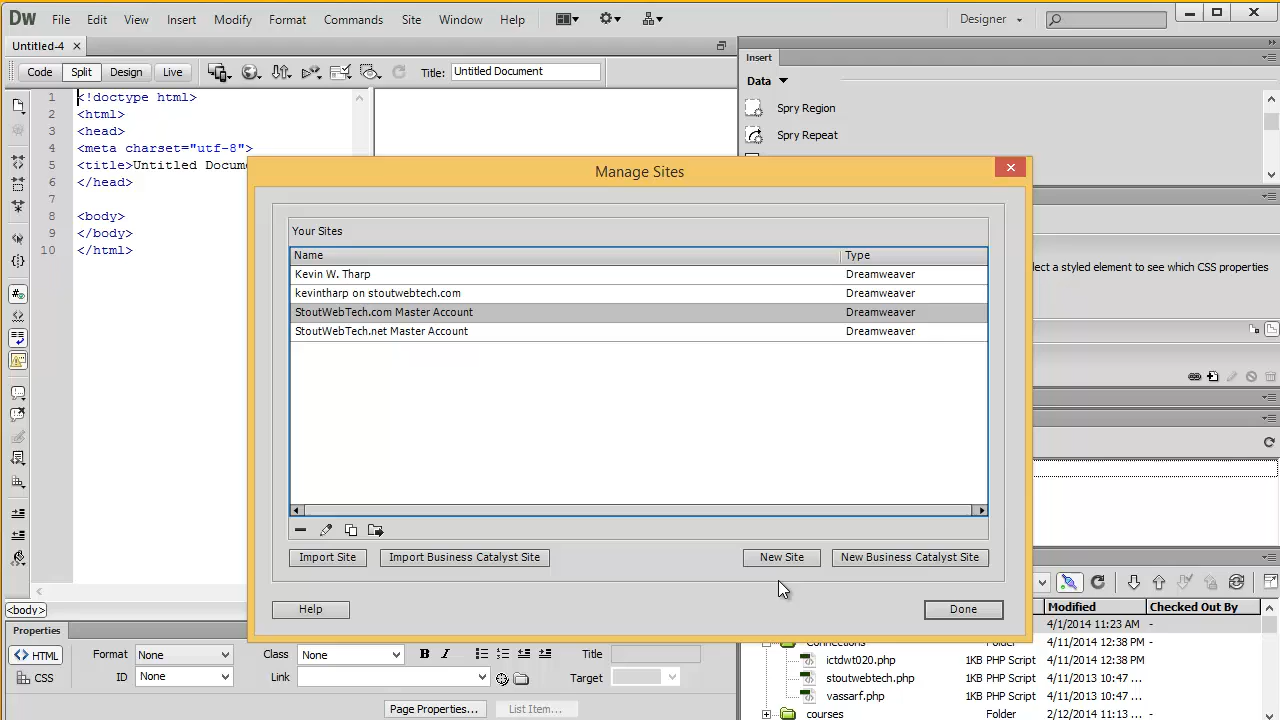 Dw File Edit View Insert Modify Format Commands Site Window Help Designer
Untitled-4
Code Split Design Live Title: Untitled Document
1 <!doctype html>
2 <html>
3 <head>
4 <meta charset="utf-8">
5 <title>Untitled
6 </head>
7
8 <body>
9 </body>
10 </html>
Insert
Data
Spry Region
Spry Repeat
Manage Sites
Your Sites
Name Type
Kevin W. Tharp Dreamweaver
kevintharp on stoutwebtech.com Dreamweaver
StoutWebTech.com Master Account Dreamweaver
StoutWebTech.net Master Account Dreamweaver
Import Site Import Business Catalyst Site New Site New Business Catalyst Site
Help Done
a styled element to see which CSS properties
<body>
Properties
HTML Format None Class None B I Title
CSS ID None Link Target
Page Properties... List Item...
Modified Checked Out By
4/1/2014 11:23 AM -
Folder 4/11/2014 12:38 PM -
ictdwt020.php 1KB PHP Script 4/11/2014 12:38 PM
stoutwebtech.php 1KB PHP Script 4/11/2013 10:47 ...
vassarf.php 1KB PHP Script 4/11/2013 10:47 ...
courses Folder 2/12/2014 11:13 ... -